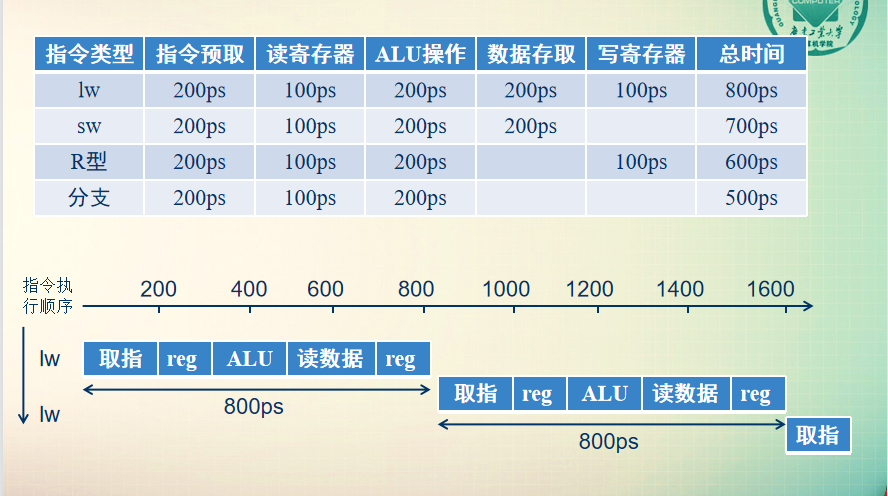 COMPUTER
指令类型 指令预取 读寄存器 ALU操作 数据存取 写寄存器 总时间
lw 200ps 100ps 200ps 200ps 100ps 800ps
sw 200ps 100ps 200ps 200ps 700ps
R型 200ps 100ps 200ps 100ps 600ps
分支 200ps 100ps 200ps 500ps
指令执
行顺序
200 400 600 800 1000 1200 1400 1600
lw 取指 reg ALU 读数据 reg
800ps
取指 reg ALU 读数据 reg
lw
800ps
取指